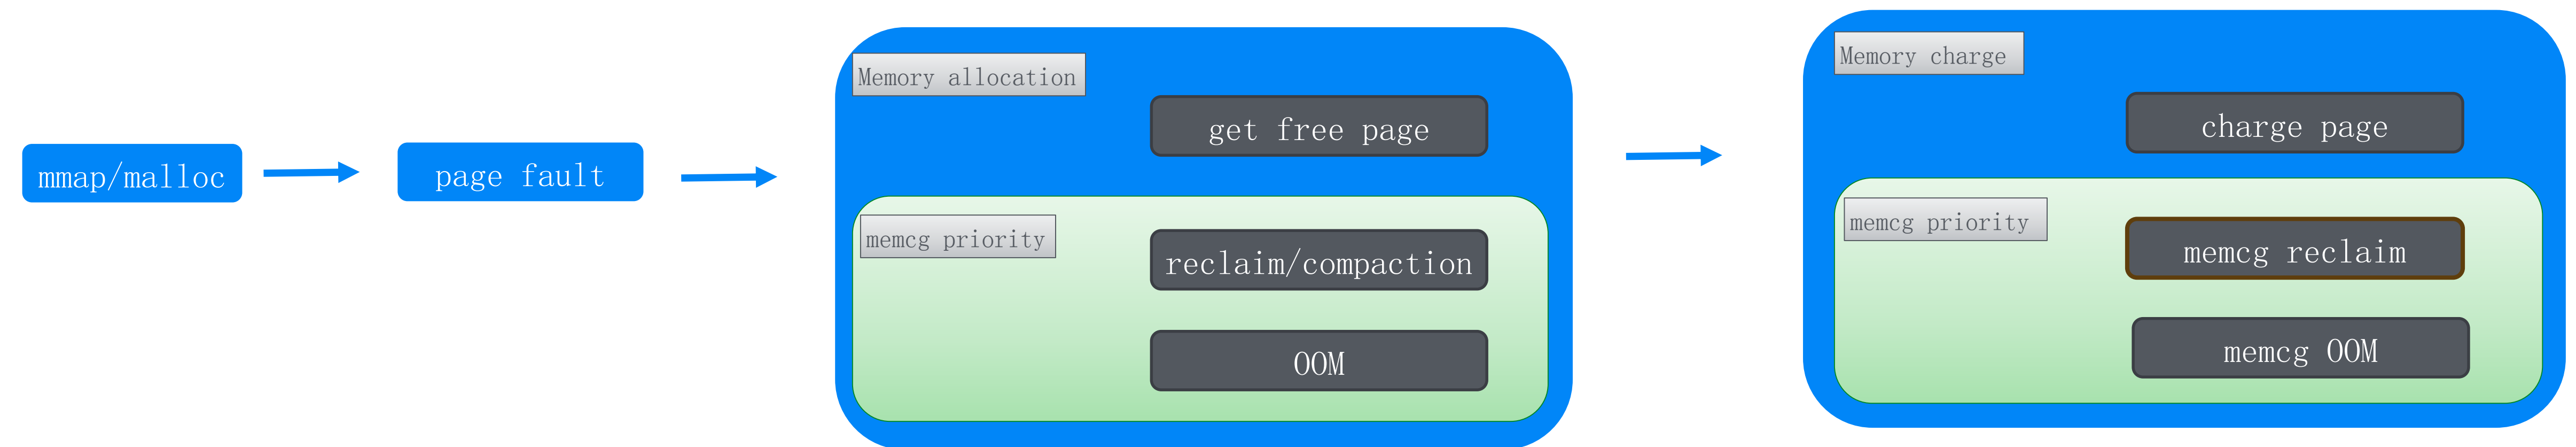 mmap/malloc
page fault
Memory allocation
get free page
memcg priority
reclaim/compaction
OOM
Memory charge
charge page
memcg priority
memcg reclaim
memcg OOM